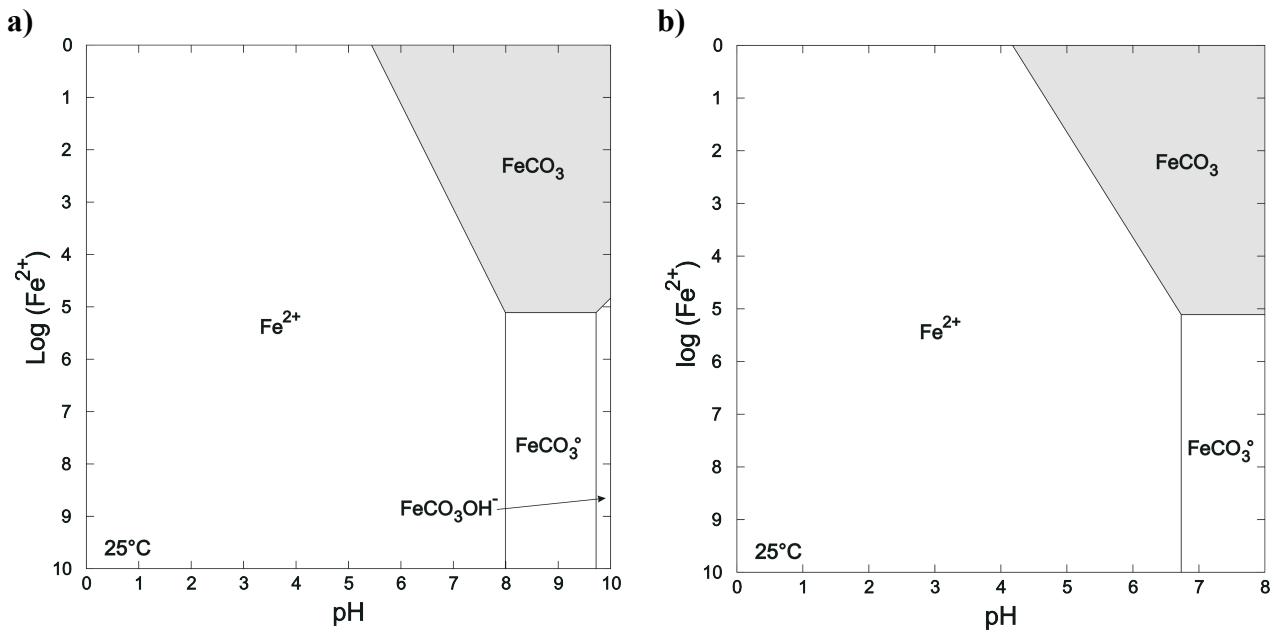 a)
0
1
2
3
4
5
6
7
8
9
10
Log (Fe²⁺)
FeCO₃
Fe²⁺
FeCO₃°
FeCO₃OH⁻
25°C
0 1 2 3 4 5 6 7 8 9 10
pH
b)
0
1
2
3
4
5
6
7
8
9
10
log (Fe²⁺)
FeCO₃
Fe²⁺
FeCO₃°
25°C
0 1 2 3 4 5 6 7 8
pH